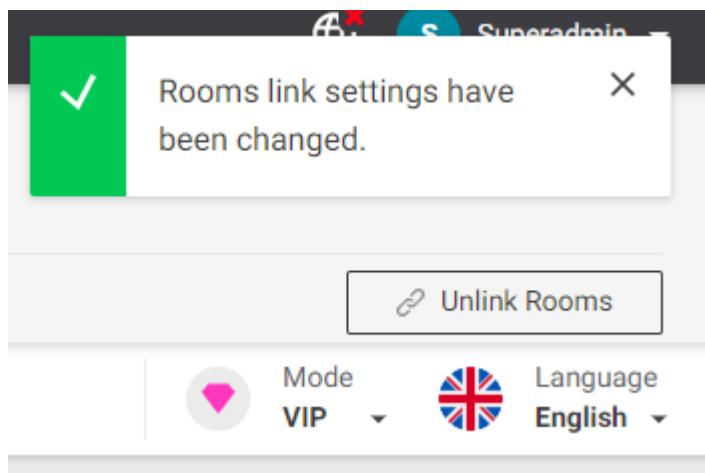 S Superadmin
Rooms link settings have
been changed.
Unlink Rooms
Mode
VIP
Language
English